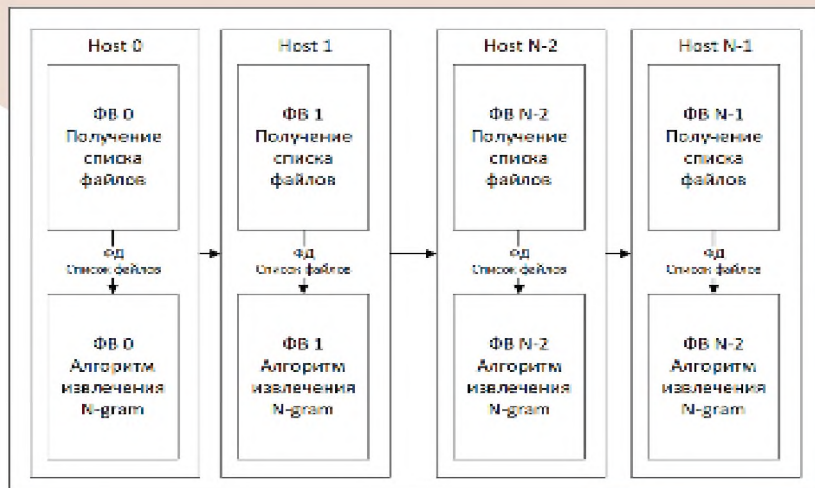 Host 0
ФВ 0
Получение
списка
файлов
ФД
Список файлов
ФВ 0
Алгоритм
извлечения
N-gram
Host 1
ФВ 1
Получение
списка
файлов
ФД
Список файлов
ФВ 1
Алгоритм
извлечения
N-gram
Host N-2
ФВ N-2
Получение
списка
файлов
ФД
Список файлов
ФВ N-2
Алгоритм
извлечения
N-gram
Host N-1
ФВ N-1
Получение
списка
файлов
ФД
Список файлов
ФВ N-2
Алгоритм
извлечения
N-gram